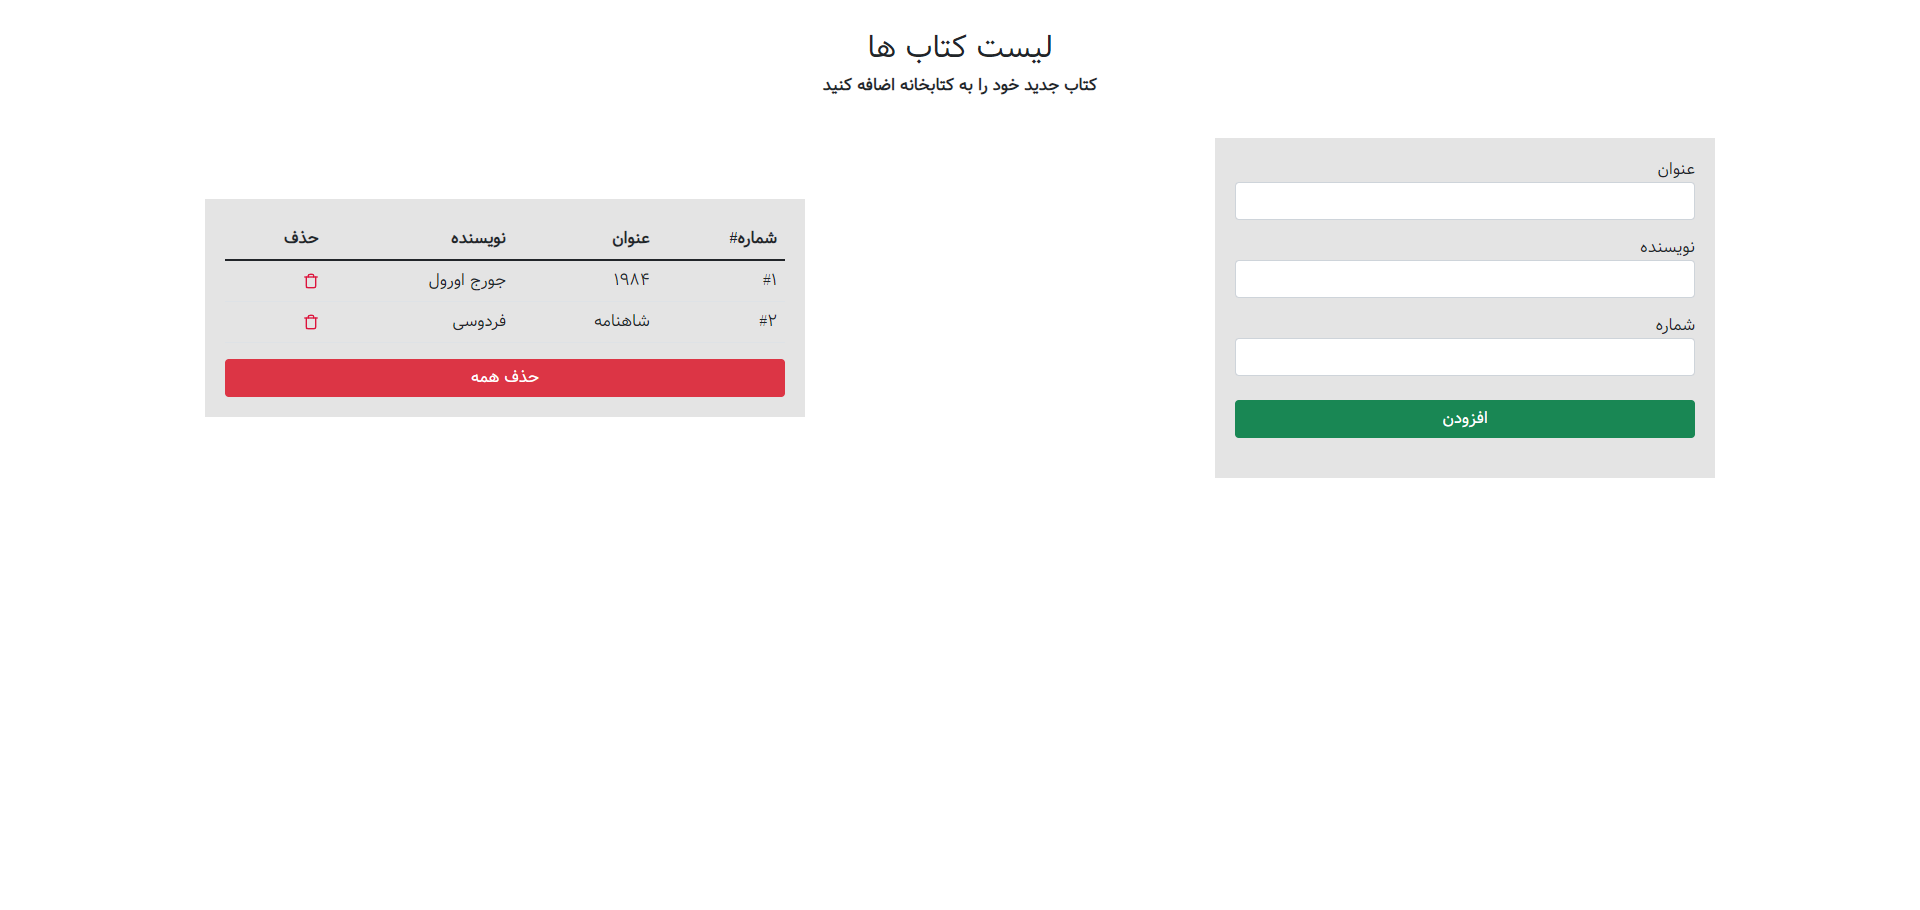 لیست کتاب ها
کتاب جدید خود را به کتابخانه اضافه کنید
عنوان
نویسنده
شماره
افزودن
شماره# عنوان نویسنده حذف
#۱ ۱۹۸۴ جورج اورول
#۲ شاهنامه فردوسی
حذف همه